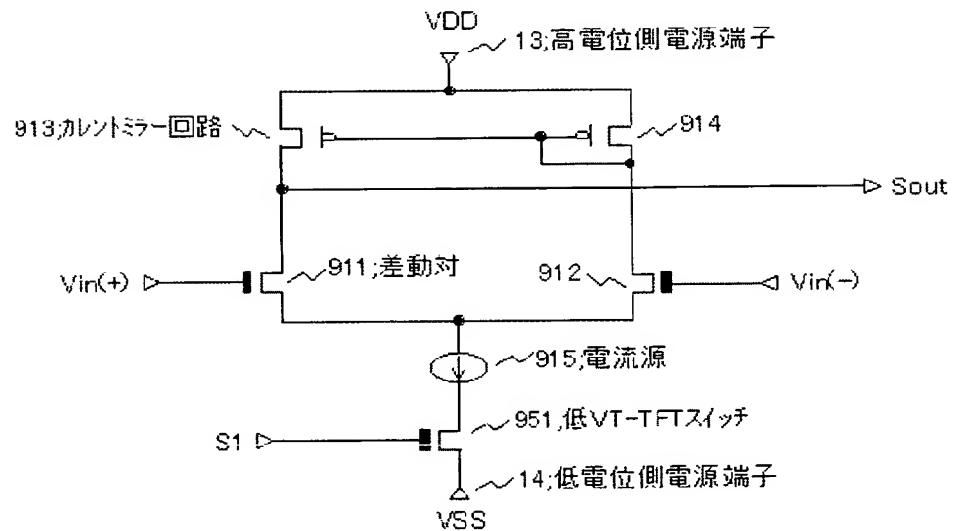 VDD
13;高電位側電源端子
913;カレントミラー回路
914
Sout
Vin(+)
911;差動対
912
Vin(-)
915;電流源
951;低VT-TFTスイッチ
S1
14;低電位側電源端子
VSS